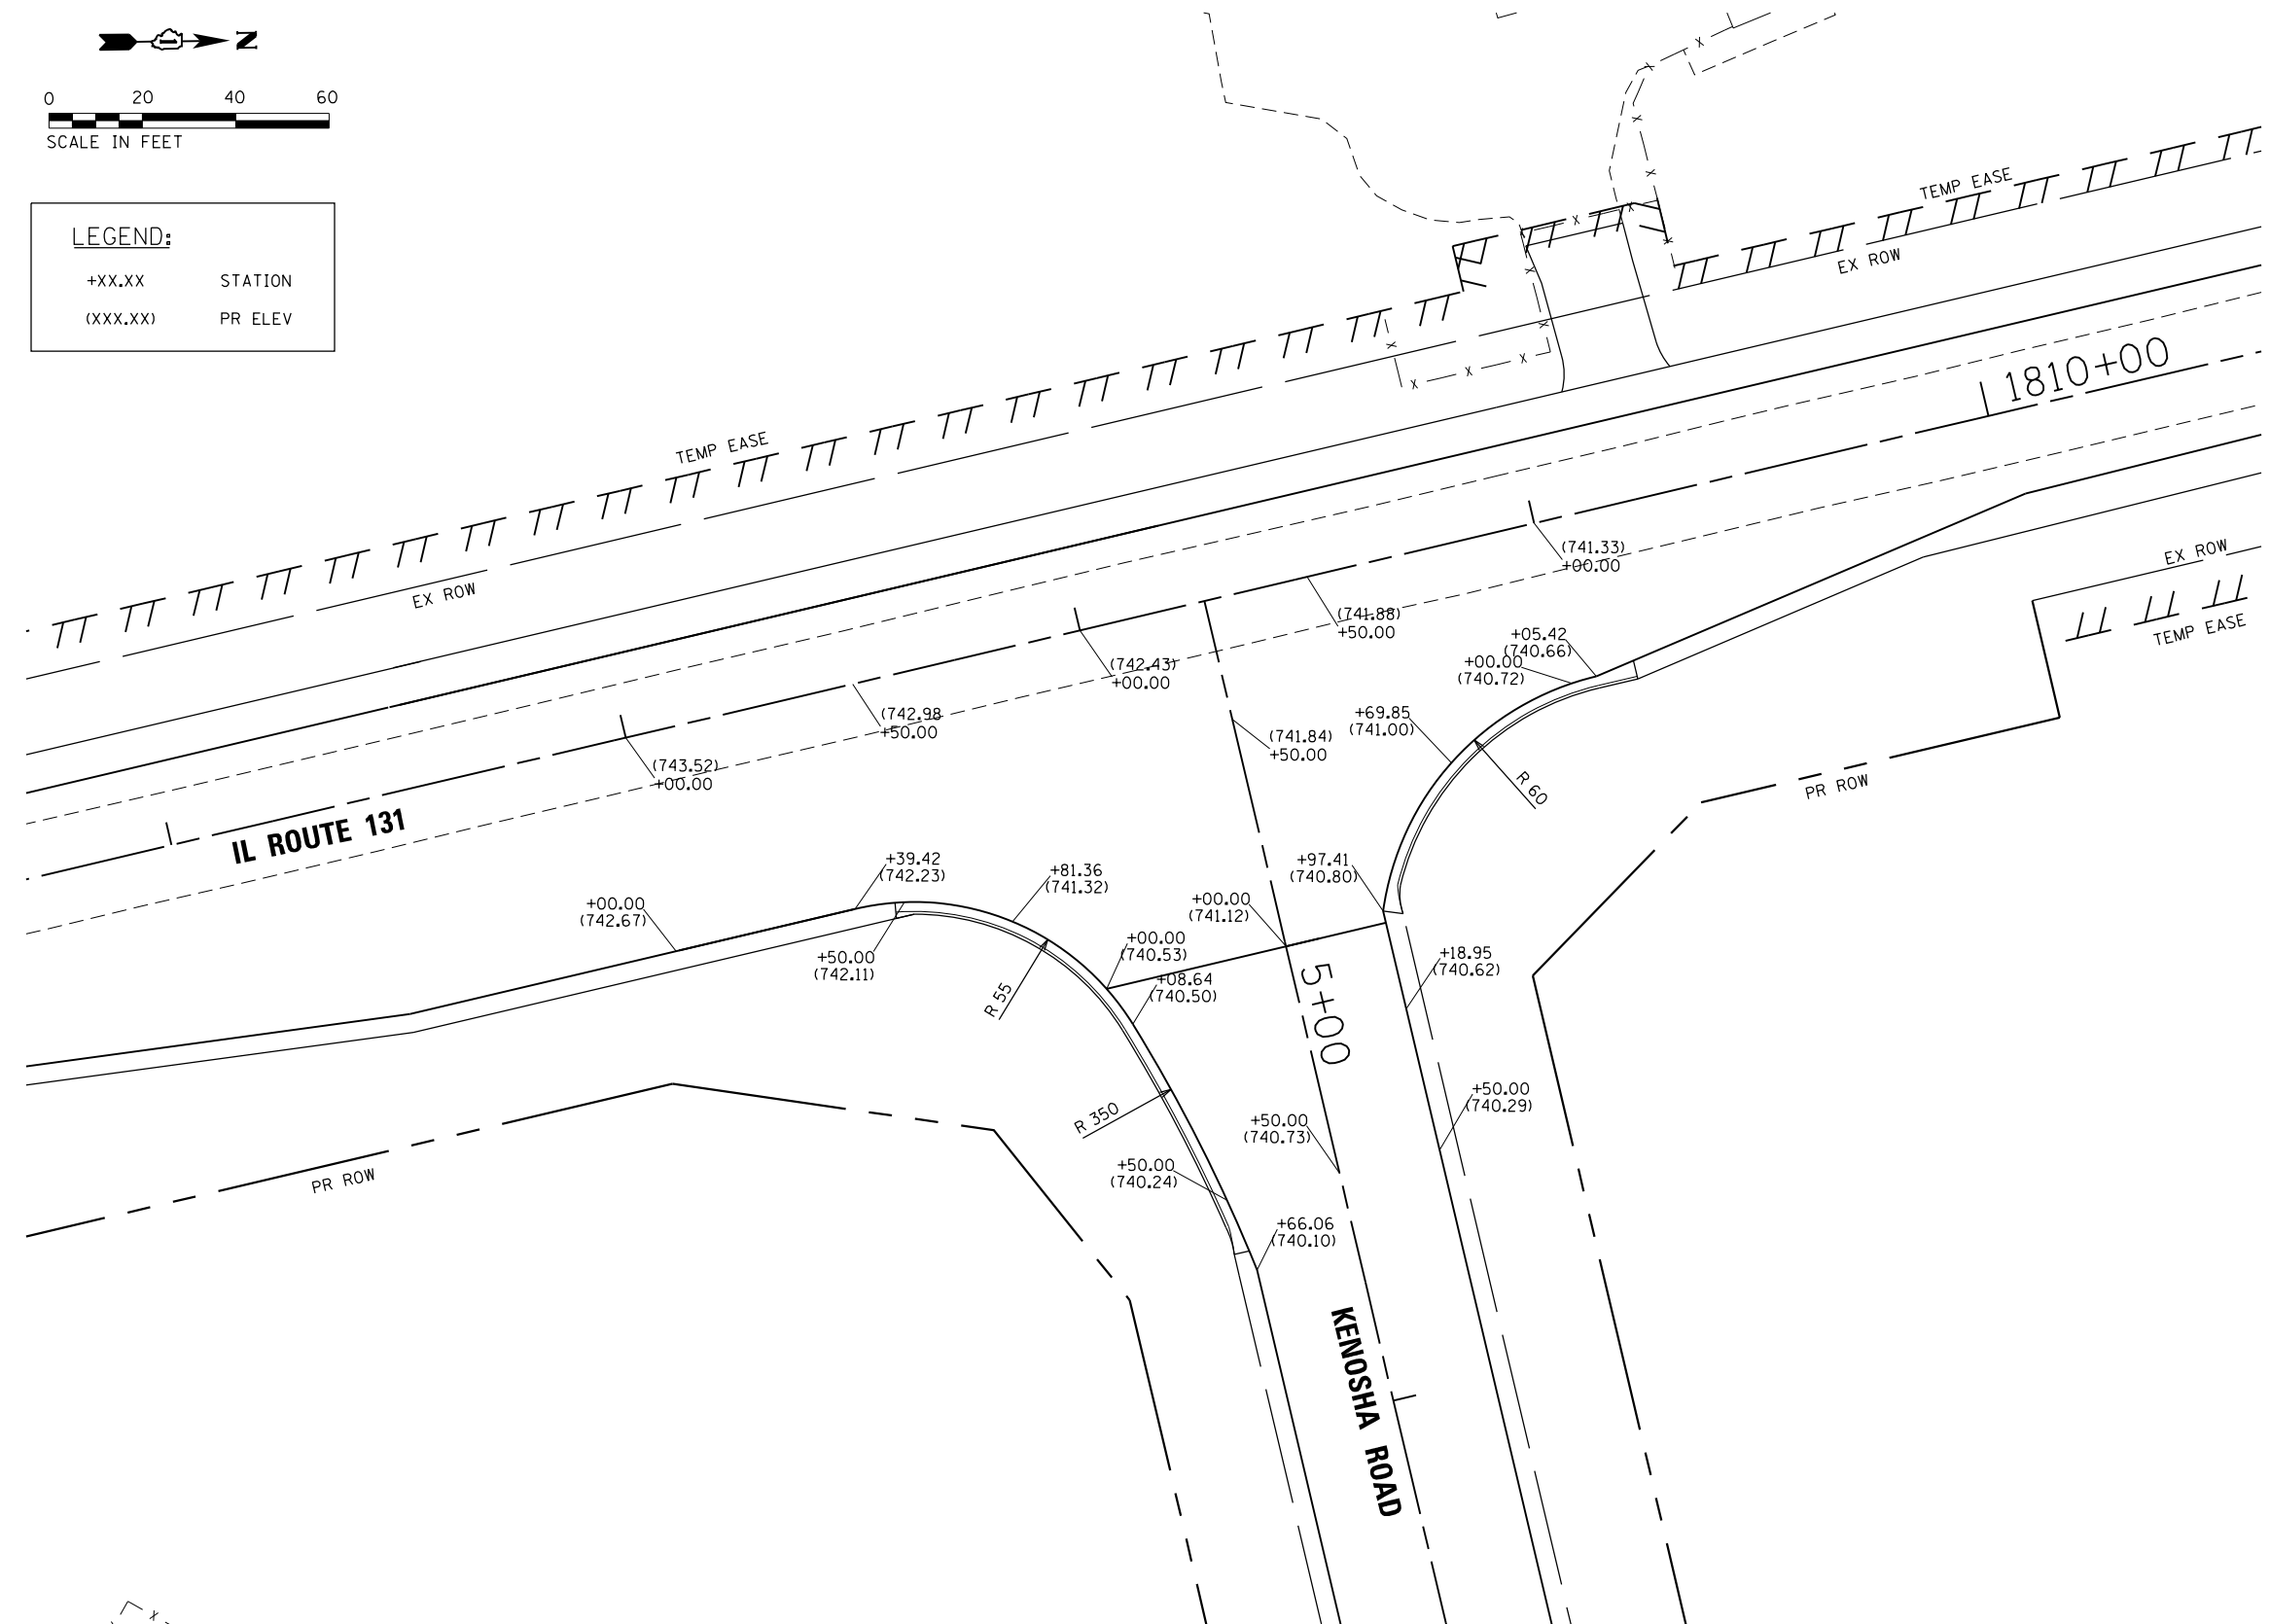 N
0 20 40 60
SCALE IN FEET
LEGEND:
+XX.XX STATION
(XXX.XX) PR ELEV
TEMP EASE
EX ROW
1810+00
TEMP EASE
EX ROW
(741.33)
+00.00
EX ROW
TEMP EASE
(741.88)
+50.00
+05.42
(740.66)
+00.00
(740.72)
(742.43)
+00.00
(742.98)
+50.00
+69.85
(741.00)
(741.84)
+50.00
(743.52)
+00.00
R 60
PR ROW
IL ROUTE 131
+39.42
(742.23)
+81.36
(741.32)
+97.41
(740.80)
+00.00
(742.67)
+00.00
(741.12)
+00.00
(740.53)
+50.00
(742.11)
+08.64
(740.50)
+18.95
(740.62)
R 55
5+00
+50.00
(740.29)
R 350
+50.00
(740.73)
+50.00
(740.24)
PR ROW
+66.06
(740.10)
KENOSHA ROAD